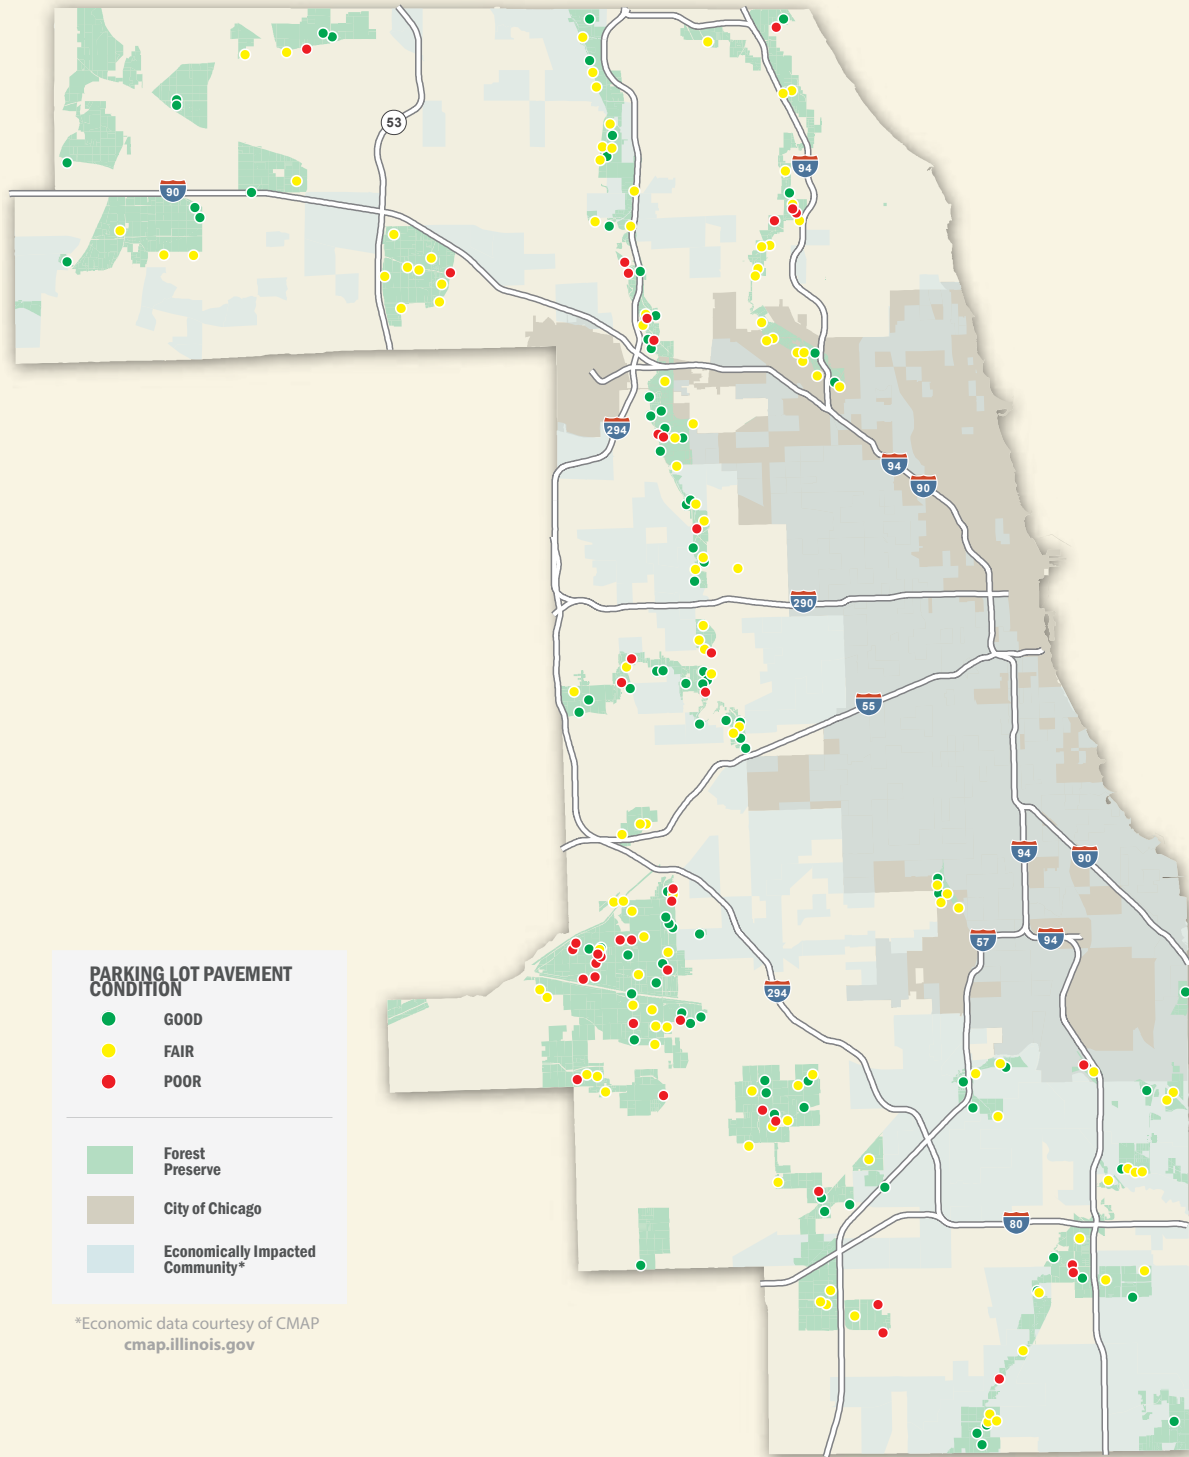 53
94
90
294
94
90
290
55
94
90
57
94
294
80
PARKING LOT PAVEMENT
CONDITION
GOOD
FAIR
POOR
Forest
Preserve
City of Chicago
Economically Impacted
Community*
*Economic data courtesy of CMAP
cmap.illinois.gov